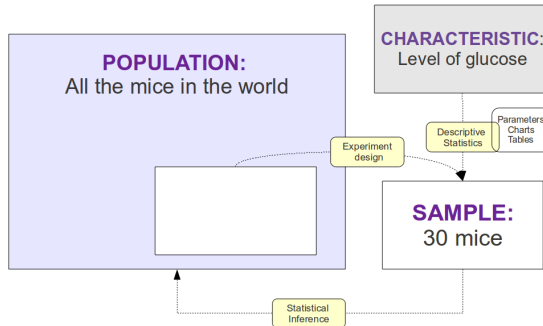 POPULATION:
All the mice in the world
CHARACTERISTIC:
Level of glucose
Parameters
Charts
Tables
Descriptive
Statistics
Experiment
design
SAMPLE:
30 mice
Statistical
Inference